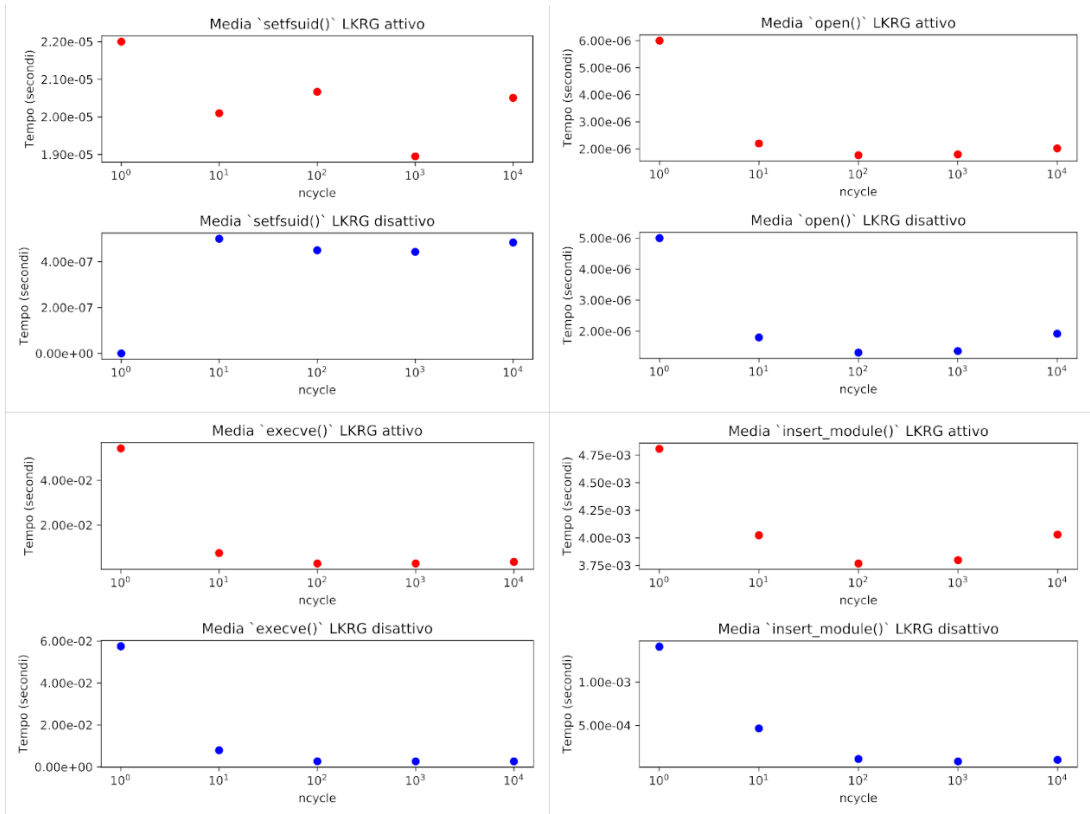 Media `setfsuid()` LKRG attivo
Tempo (secondi)
2.20e-05
2.10e-05
2.00e-05
1.90e-05
10^0 10^1 10^2 10^3 10^4
ncycle
Media `setfsuid()` LKRG disattivo
Tempo (secondi)
4.00e-07
2.00e-07
0.00e+00
10^0 10^1 10^2 10^3 10^4
ncycle
Media `open()` LKRG attivo
Tempo (secondi)
6.00e-06
5.00e-06
4.00e-06
3.00e-06
2.00e-06
10^0 10^1 10^2 10^3 10^4
ncycle
Media `open()` LKRG disattivo
Tempo (secondi)
5.00e-06
4.00e-06
3.00e-06
2.00e-06
10^0 10^1 10^2 10^3 10^4
ncycle
Media `execve()` LKRG attivo
Tempo (secondi)
4.00e-02
2.00e-02
10^0 10^1 10^2 10^3 10^4
ncycle
Media `execve()` LKRG disattivo
Tempo (secondi)
6.00e-02
4.00e-02
2.00e-02
0.00e+00
10^0 10^1 10^2 10^3 10^4
ncycle
Media `insert_module()` LKRG attivo
Tempo (secondi)
4.75e-03
4.50e-03
4.25e-03
4.00e-03
3.75e-03
10^0 10^1 10^2 10^3 10^4
ncycle
Media `insert_module()` LKRG disattivo
Tempo (secondi)
1.00e-03
5.00e-04
10^0 10^1 10^2 10^3 10^4
ncycle